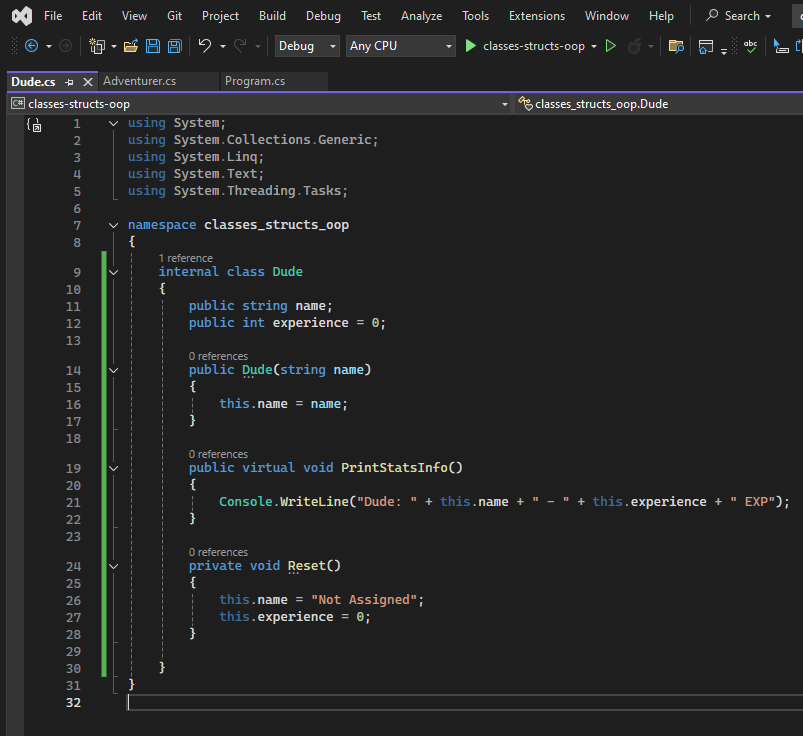 File Edit View Git Project Build Debug Test Analyze Tools Extensions Window Help Search
Debug Any CPU classes-structs-oop
Dude.cs Adventurer.cs Program.cs
C# classes-structs-oop classes_structs_oop.Dude
1 using System;
2 using System.Collections.Generic;
3 using System.Linq;
4 using System.Text;
5 using System.Threading.Tasks;
6
7 namespace classes_structs_oop
8 {
1 reference
9 internal class Dude
10 {
11 public string name;
12 public int experience = 0;
13
0 references
14 public Dude(string name)
15 {
16 this.name = name;
17 }
18
0 references
19 public virtual void PrintStatsInfo()
20 {
21 Console.WriteLine("Dude: " + this.name + " - " + this.experience + " EXP");
22 }
23
0 references
24 private void Reset()
25 {
26 this.name = "Not Assigned";
27 this.experience = 0;
28 }
29
30 }
31 }
32